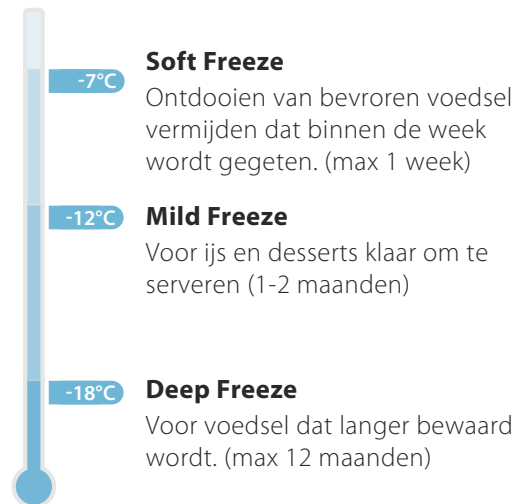 -7°C
Soft Freeze
Ontdooien van bevroren voedsel
vermijden dat binnen de week
wordt gegeten. (max 1 week)
-12°C
Mild Freeze
Voor ijs en desserts klaar om te
serveren (1-2 maanden)
-18°C
Deep Freeze
Voor voedsel dat langer bewaard
wordt. (max 12 maanden)